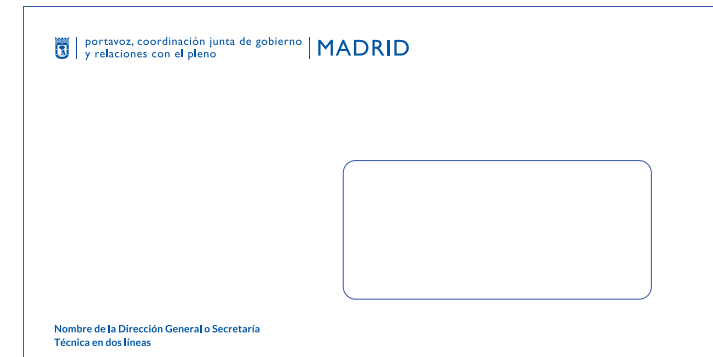 portavoz, coordinación junta de gobierno
y relaciones con el pleno
MADRID
Nombre de la Dirección General o Secretaría
Técnica en dos líneas